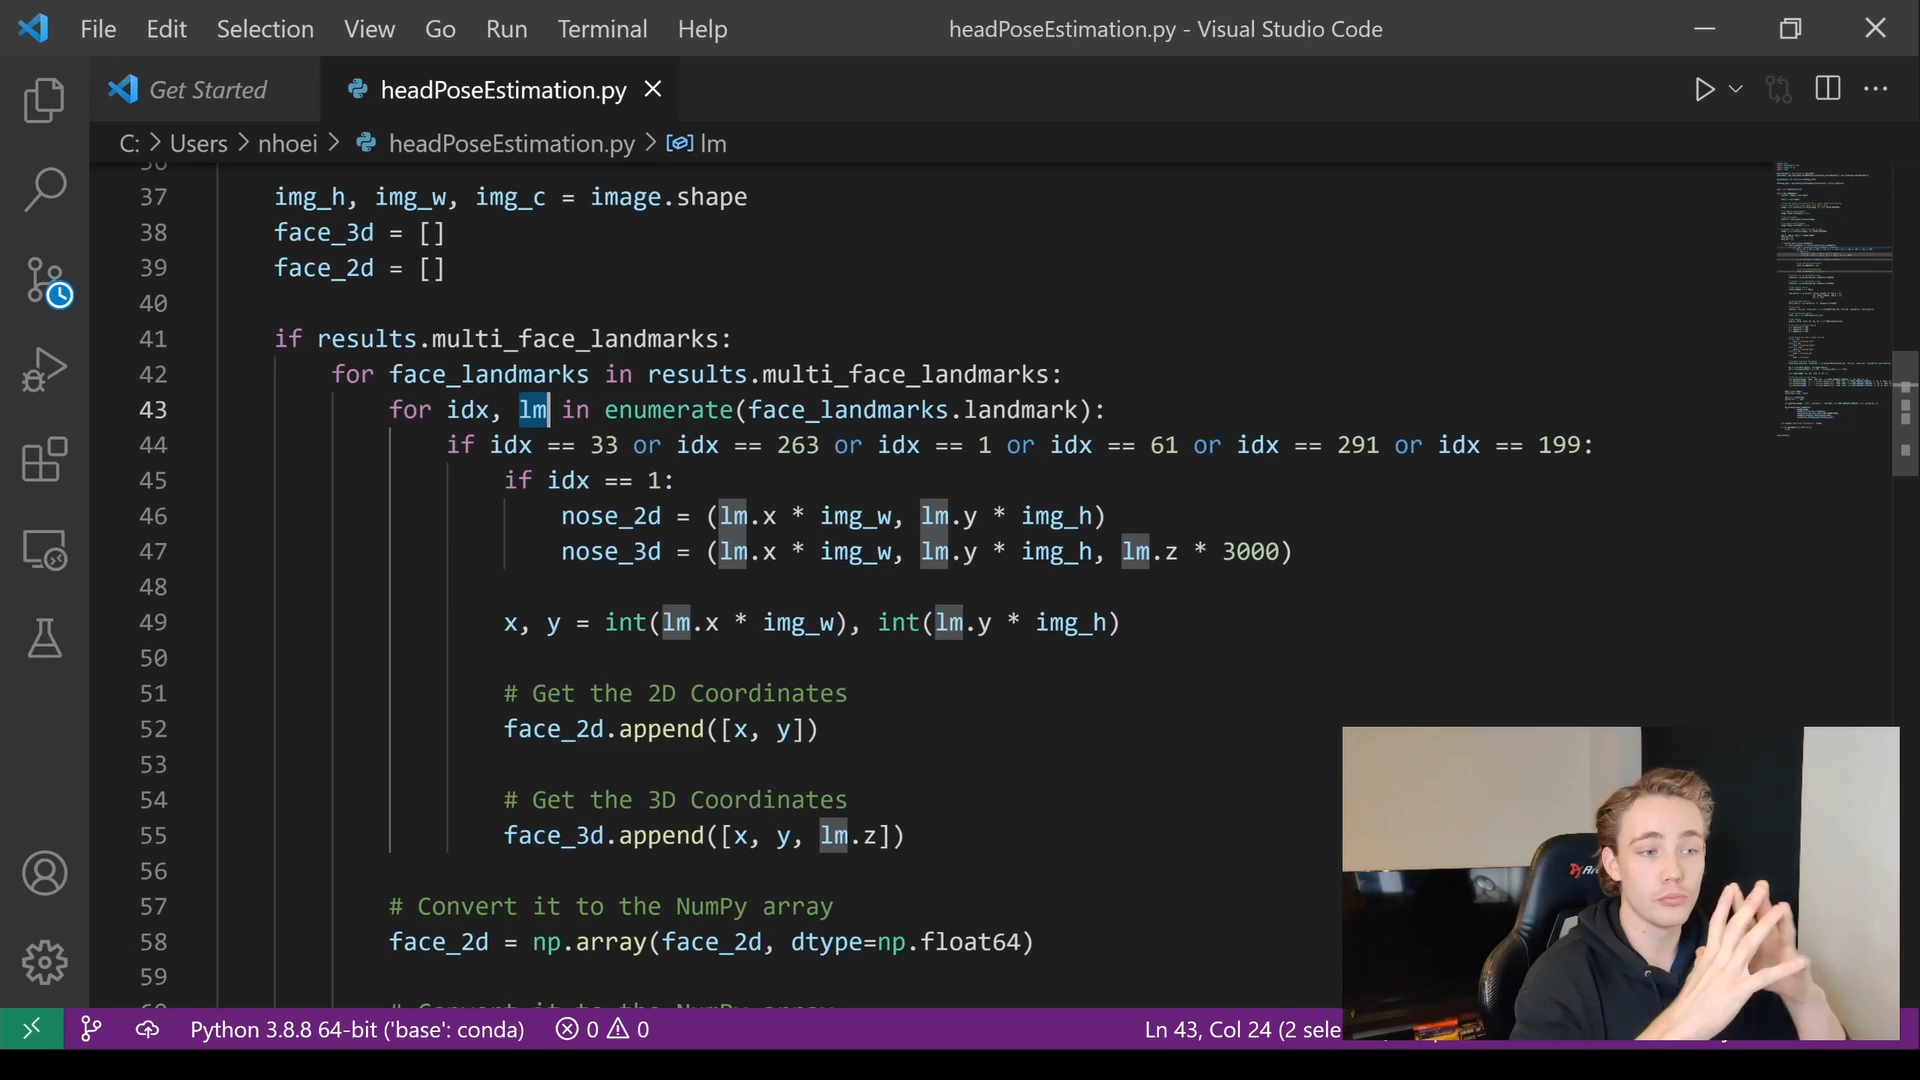 File Edit Selection View Go Run Terminal Help headPoseEstimation.py - Visual Studio Code
Get Started headPoseEstimation.py
C: > Users > nhoei > headPoseEstimation.py > lm
36
37 img_h, img_w, img_c = image.shape
38 face_3d = []
39 face_2d = []
40
41 if results.multi_face_landmarks:
42 for face_landmarks in results.multi_face_landmarks:
43 for idx, lm in enumerate(face_landmarks.landmark):
44 if idx == 33 or idx == 263 or idx == 1 or idx == 61 or idx == 291 or idx == 199:
45 if idx == 1:
46 nose_2d = (lm.x * img_w, lm.y * img_h)
47 nose_3d = (lm.x * img_w, lm.y * img_h, lm.z * 3000)
48
49 x, y = int(lm.x * img_w), int(lm.y * img_h)
50
51 # Get the 2D Coordinates
52 face_2d.append([x, y])
53
54 # Get the 3D Coordinates
55 face_3d.append([x, y, lm.z])
56
57 # Convert it to the NumPy array
58 face_2d = np.array(face_2d, dtype=np.float64)
59
# Convert it to the NumPy array
Python 3.8.8 64-bit ('base': conda) 0 0 Ln 43, Col 24 (2 sele